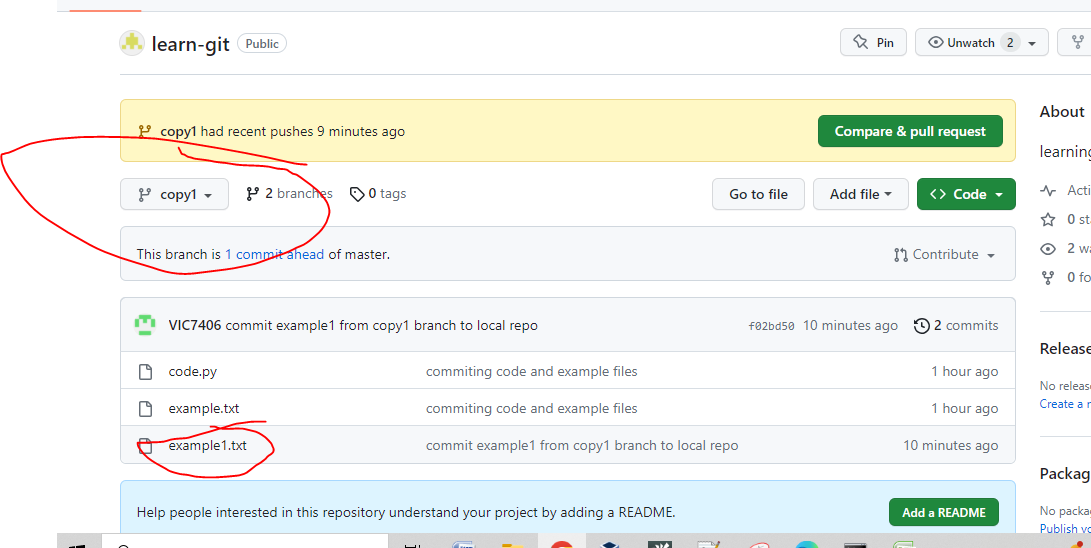 learn-git Public Pin Unwatch 2
copy1 had recent pushes 9 minutes ago Compare & pull request
About
learning
copy1 2 branches 0 tags Go to file Add file <> Code
0
This branch is 1 commit ahead of master. Contribute
2
0
VIC7406 commit example1 from copy1 branch to local repo f02bd50 10 minutes ago 2 commits
code.py commiting code and example files 1 hour ago
example.txt commiting code and example files 1 hour ago
example1.txt commit example1 from copy1 branch to local repo 10 minutes ago
Release
No releas
Create a
Help people interested in this repository understand your project by adding a README. Add a README
Packag
No packa
Publish yo